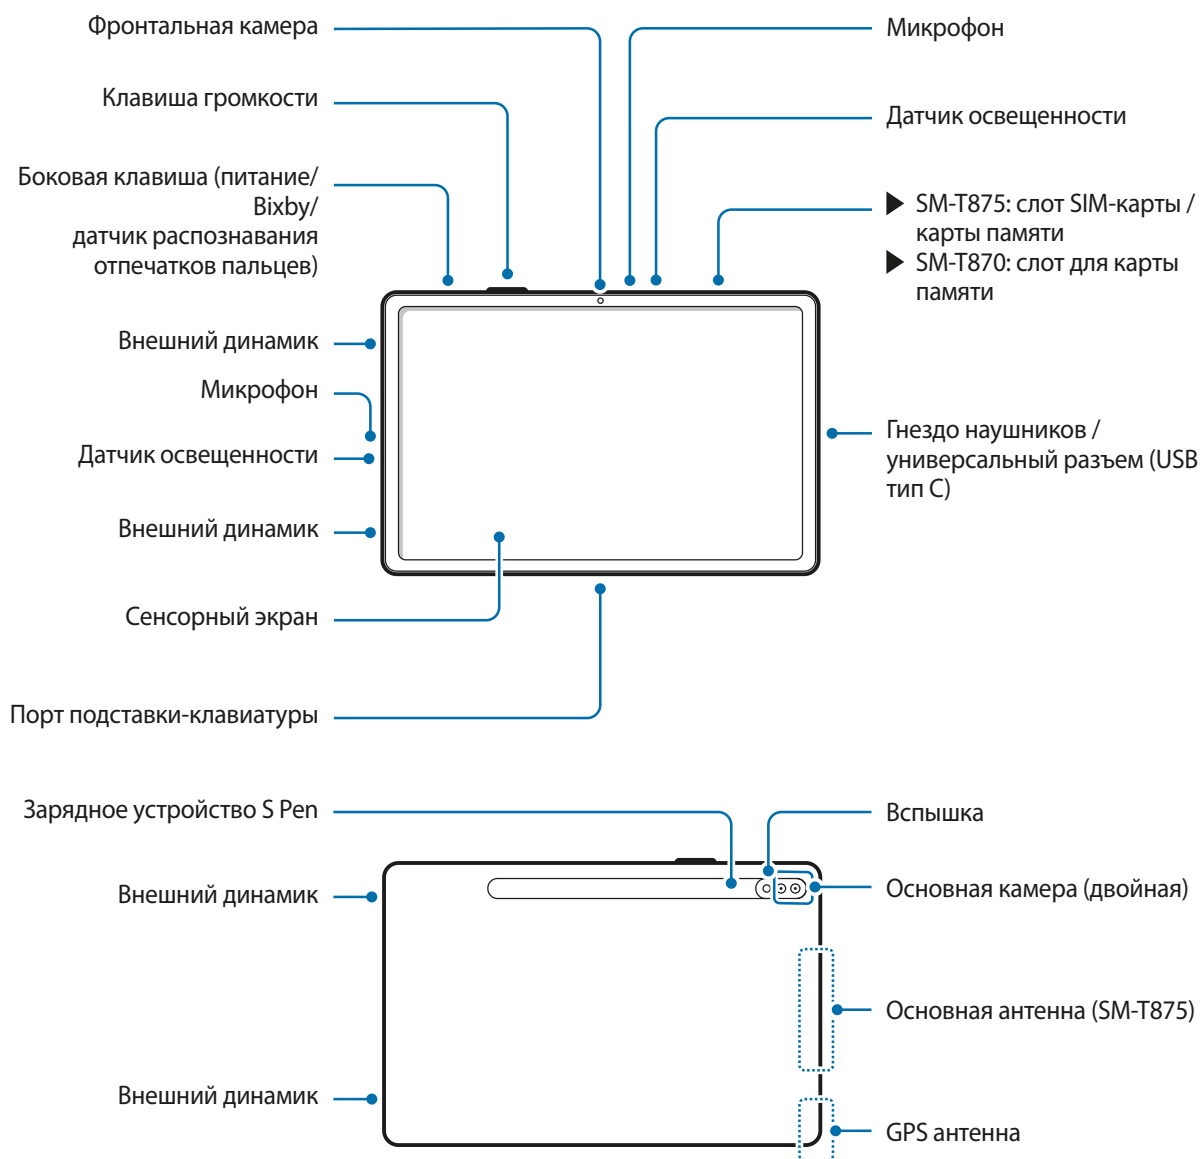 Фронтальная камера
Клавиша громкости
Боковая клавиша (питание/
Bixby/
датчик распознавания
отпечатков пальцев)
Внешний динамик
Микрофон
Датчик освещенности
Внешний динамик
Сенсорный экран
Порт подставки-клавиатуры
Микрофон
Датчик освещенности
▶ SM-T875: слот SIM-карты /
карты памяти
▶ SM-T870: слот для карты
памяти
Гнездо наушников /
универсальный разъем (USB
тип C)
Зарядное устройство S Pen
Внешний динамик
Внешний динамик
Вспышка
Основная камера (двойная)
Основная антенна (SM-T875)
GPS антенна